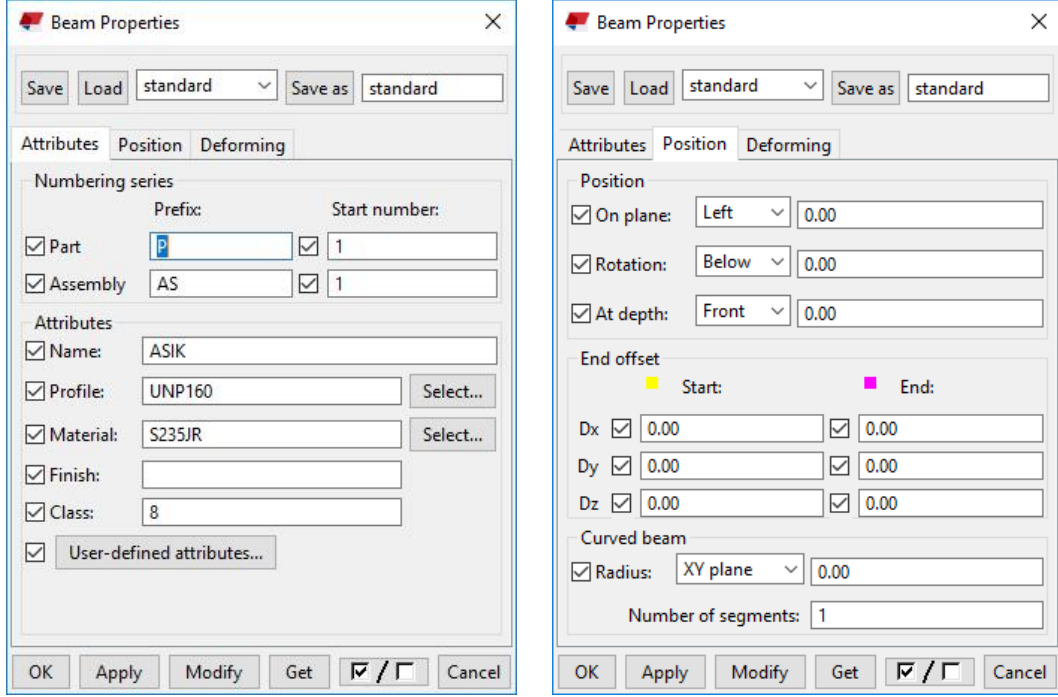 Beam Properties
Save Load standard Save as standard
Attributes Position Deforming
Numbering series
Prefix: Start number:
Part P 1
Assembly AS 1
Attributes
Name: ASIK
Profile: UNP160 Select...
Material: S235JR Select...
Finish:
Class: 8
User-defined attributes...
OK Apply Modify Get / Cancel
Beam Properties
Save Load standard Save as standard
Attributes Position Deforming
Position
On plane: Left 0.00
Rotation: Below 0.00
At depth: Front 0.00
End offset
Start: End:
Dx 0.00 0.00
Dy 0.00 0.00
Dz 0.00 0.00
Curved beam
Radius: XY plane 0.00
Number of segments: 1
OK Apply Modify Get / Cancel